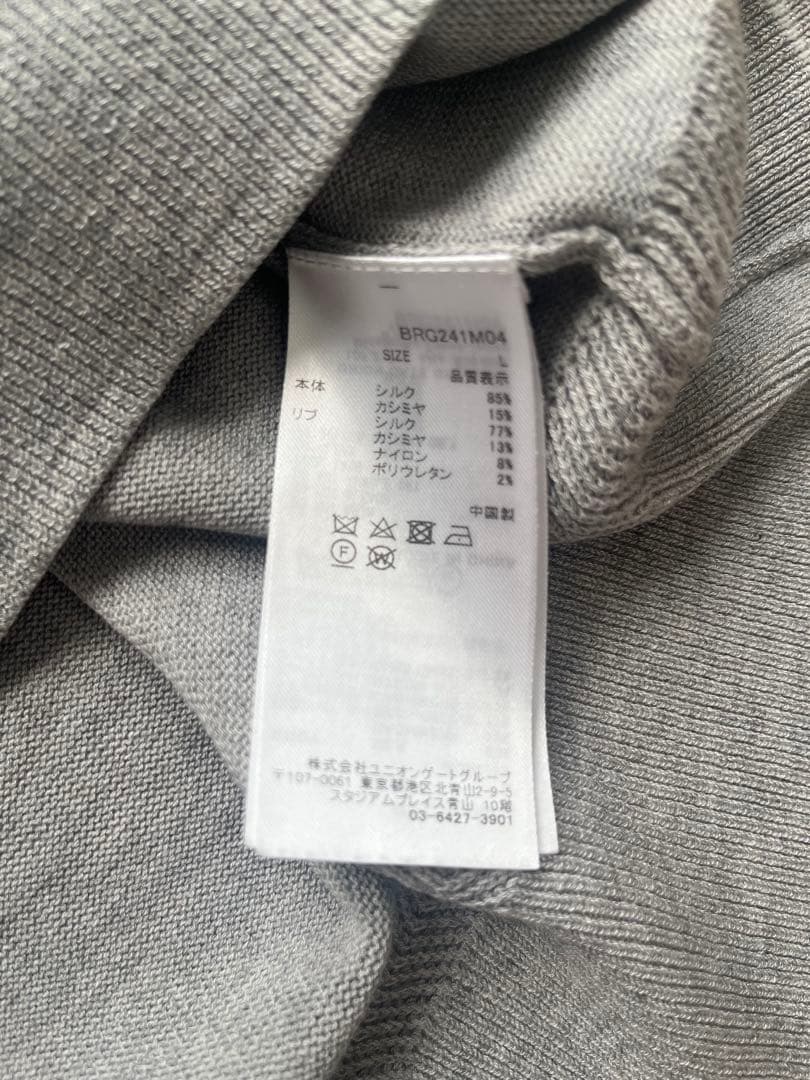 BRG241M04
SIZE L
品質表示
本体 シルク 85%
カシミヤ 15%
リブ シルク 77%
カシミヤ 13%
ナイロン 8%
ポリウレタン 2%
中国製
F W
株式会社ユニオンゲートグループ
〒107-0061 東京都港区北青山2-9-5
スタジアムプレイス青山 10階
03-6427-3901